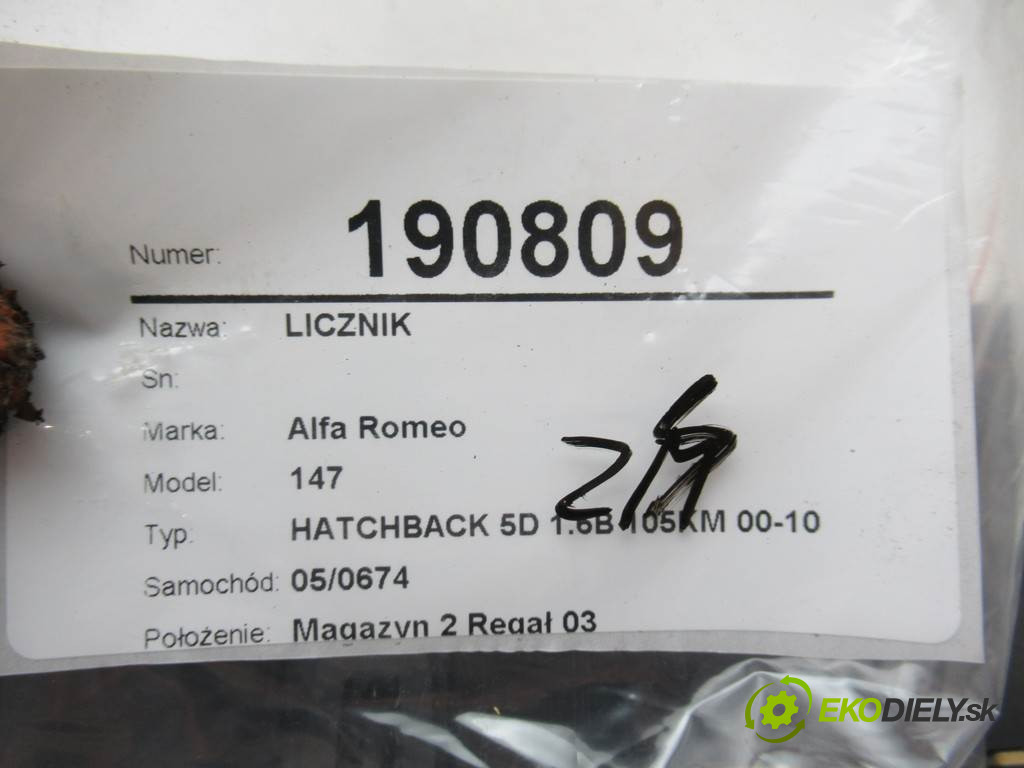 Numer: 190809
Nazwa: LICZNIK
Sn:
Marka: Alfa Romeo
Model: 147
Typ: HATCHBACK 5D 1.6B 105KM 00-10
Samochód: 05/0674
Położenie: Magazyn 2 Regał 03
EKODIELY.sk